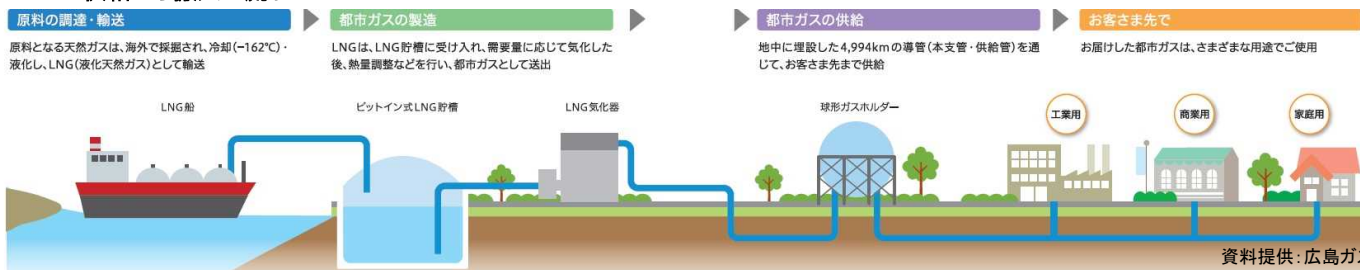 原料の調達・輸送
原料となる天然ガスは、海外で採掘され、冷却(−162℃)・
液化し、LNG(液化天然ガス)として輸送
都市ガスの製造
LNGは、LNG貯槽に受け入れ、需要量に応じて気化した
後、熱量調整などを行い、都市ガスとして送出
都市ガスの供給
地中に埋設した4,994kmの導管(本支管・供給管)を通
じて、お客さま先まで供給
お客さま先で
お届けした都市ガスは、さまざまな用途でご使用
LNG船
ピットイン式LNG貯槽
LNG気化器
球形ガスホルダー
工業用
商業用
家庭用
資料提供：広島ガス